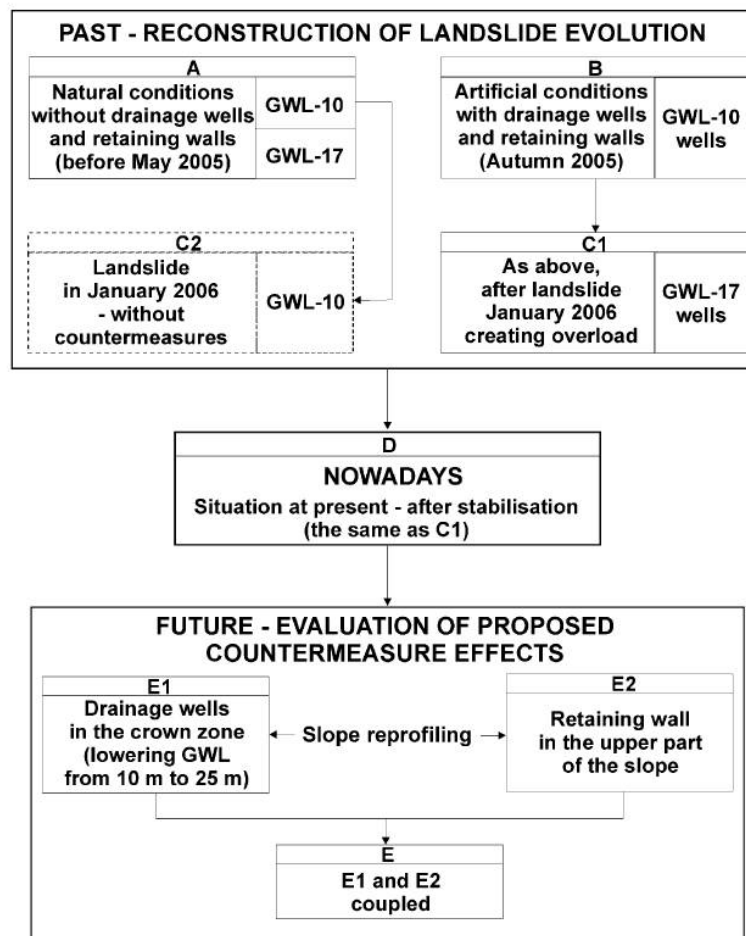 PAST - RECONSTRUCTION OF LANDSLIDE EVOLUTION
A
Natural conditions
without drainage wells
and retaining walls
(before May 2005)
GWL-10
GWL-17
B
Artificial conditions
with drainage wells
and retaining walls
(Autumn 2005)
GWL-10
wells
C2
Landslide
in January 2006
- without
countermeasures
GWL-10
C1
As above,
after landslide
January 2006
creating overload
GWL-17
wells
D
NOWADAYS
Situation at present - after stabilisation
(the same as C1)
FUTURE - EVALUATION OF PROPOSED
COUNTERMEASURE EFFECTS
E1
Drainage wells
in the crown zone
(lowering GWL
from 10 m to 25 m)
Slope reprofiling
E2
Retaining wall
in the upper part
of the slope
E
E1 and E2
coupled